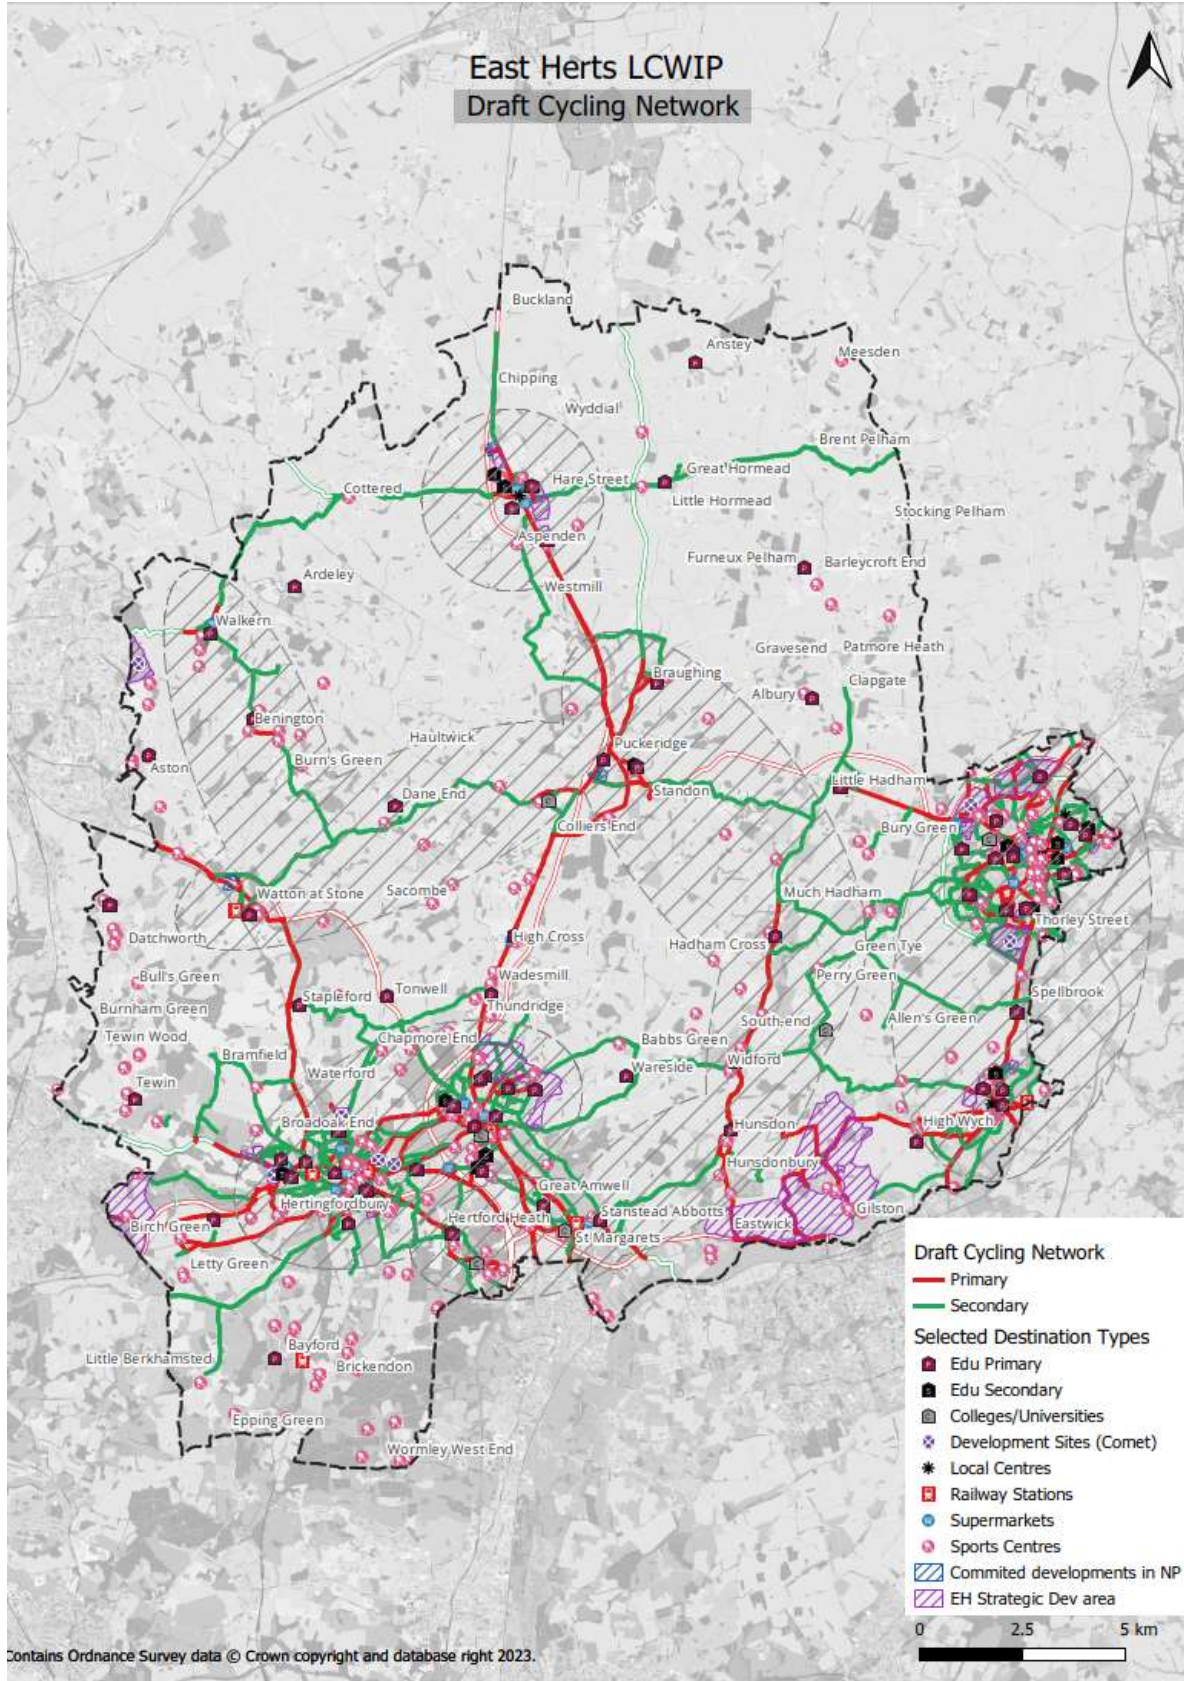 East Herts LCWIP
Draft Cycling Network
Buckland
Anstey
Meesden
Chipping
Wyddial
Brent Pelham
Great Hormead
Hare Street
Cottered
Little Hormead
Stocking Pelham
Aspenden
Furneux Pelham
Barleycroft End
Ardeley
Westmill
Walkern
Gravesend
Patmore Heath
Braughing
Clapgate
Albury
Benington
Haultwick
Puckeridge
Burn's Green
Aston
Little Hadham
Standon
Dane End
Colliers End
Bury Green
Watton at Stone
Sacombe
Much Hadham
Thorley Street
Datchworth
High Cross
Hadham Cross
Green Tye
Bull's Green
Wadesmill
Perry Green
Stapleford
Tonwell
Spellbrook
Burnham Green
Thundridge
South-end
Allen's Green
Tewin Wood
Chapmore End
Babbs Green
Bramfield
Widford
Waterford
Wareside
Tewin
Broadoak End
Hunsdon
High Wych
Hunsdonbury
Great Amwell
Hertingfordbury
Stanstead Abbotts
Gilston
Birch Green
Hertford Heath
Eastwick
St Margarets
Letty Green
Bayford
Little Berkhamsted
Brickendon
Epping Green
Wormley West End
Draft Cycling Network
Primary
Secondary
Selected Destination Types
Edu Primary
Edu Secondary
Colleges/Universities
Development Sites (Comet)
Local Centres
Railway Stations
Supermarkets
Sports Centres
Commited developments in NP
EH Strategic Dev area
0 2.5 5 km
Contains Ordnance Survey data © Crown copyright and database right 2023.